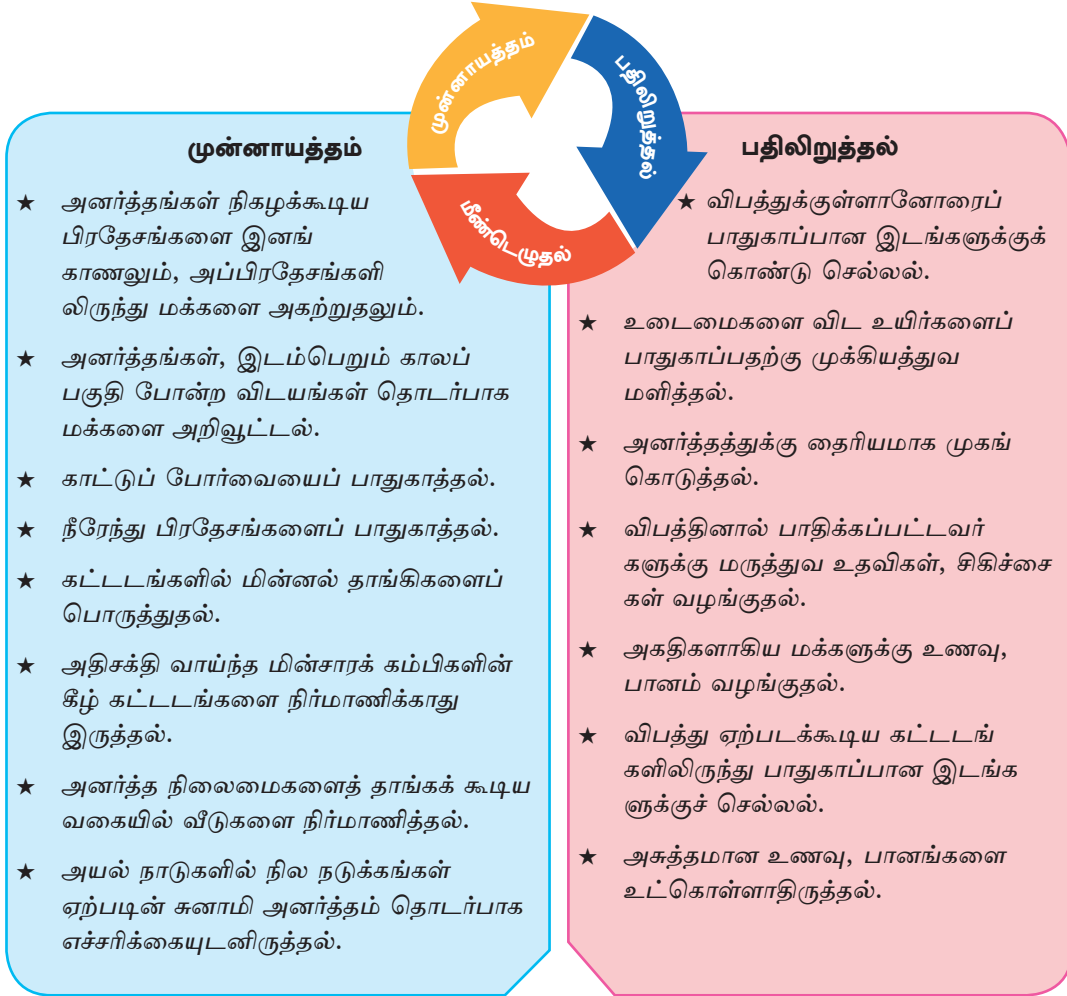 முன்னாயத்தம்
பதிலிறுத்தல்
மீண்டெழுதல்
முன்னாயத்தம்
★ அனர்த்தங்கள் நிகழக்கூடிய
பிரதேசங்களை இனங்
காணலும், அப்பிரதேசங்களி
லிருந்து மக்களை அகற்றுதலும்.
★ அனர்த்தங்கள், இடம்பெறும் காலப்
பகுதி போன்ற விடயங்கள் தொடர்பாக
மக்களை அறிவூட்டல்.
★ காட்டுப் போர்வையைப் பாதுகாத்தல்.
★ நீரேந்து பிரதேசங்களைப் பாதுகாத்தல்.
★ கட்டடங்களில் மின்னல் தாங்கிகளைப்
பொருத்துதல்.
★ அதிசக்தி வாய்ந்த மின்சாரக் கம்பிகளின்
கீழ் கட்டடங்களை நிர்மாணிக்காது
இருத்தல்.
★ அனர்த்த நிலைமைகளைத் தாங்கக் கூடிய
வகையில் வீடுகளை நிர்மாணித்தல்.
★ அயல் நாடுகளில் நில நடுக்கங்கள்
ஏற்படின் சுனாமி அனர்த்தம் தொடர்பாக
எச்சரிக்கையுடனிருத்தல்.
பதிலிறுத்தல்
★ விபத்துக்குள்ளானோரைப்
பாதுகாப்பான இடங்களுக்குக்
கொண்டு செல்லல்.
★ உடைமைகளை விட உயிர்களைப்
பாதுகாப்பதற்கு முக்கியத்துவ
மளித்தல்.
★ அனர்த்தத்துக்கு தைரியமாக முகங்
கொடுத்தல்.
★ விபத்தினால் பாதிக்கப்பட்டவர்
களுக்கு மருத்துவ உதவிகள், சிகிச்சை
கள் வழங்குதல்.
★ அகதிகளாகிய மக்களுக்கு உணவு,
பானம் வழங்குதல்.
★ விபத்து ஏற்படக்கூடிய கட்டடங்
களிலிருந்து பாதுகாப்பான இடங்க
ளுக்குச் செல்லல்.
★ அசுத்தமான உணவு, பானங்களை
உட்கொள்ளாதிருத்தல்.